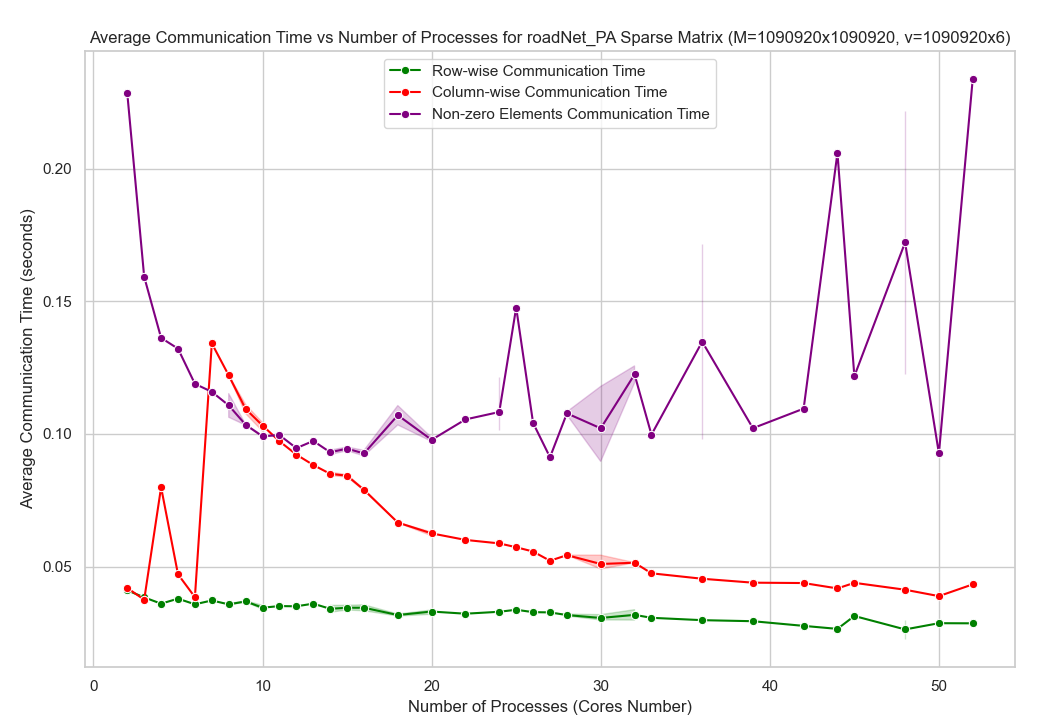 Average Communication Time vs Number of Processes for roadNet_PA Sparse Matrix (M=1090920x1090920, v=1090920x6)
Row-wise Communication Time
Column-wise Communication Time
Non-zero Elements Communication Time
Average Communication Time (seconds)
0.20
0.15
0.10
0.05
0 10 20 30 40 50
Number of Processes (Cores Number)